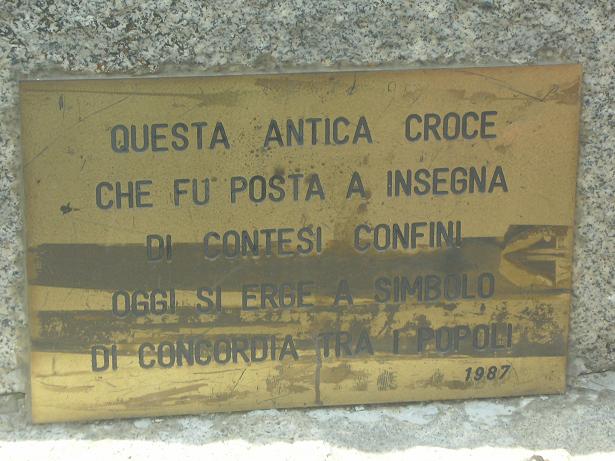 QUESTA ANTICA CROCE
CHE FU POSTA A INSEGNA
DI CONTESI CONFINI
OGGI SI ERGE A SIMBOLO
DI CONCORDIA TRA I POPOLI
1987